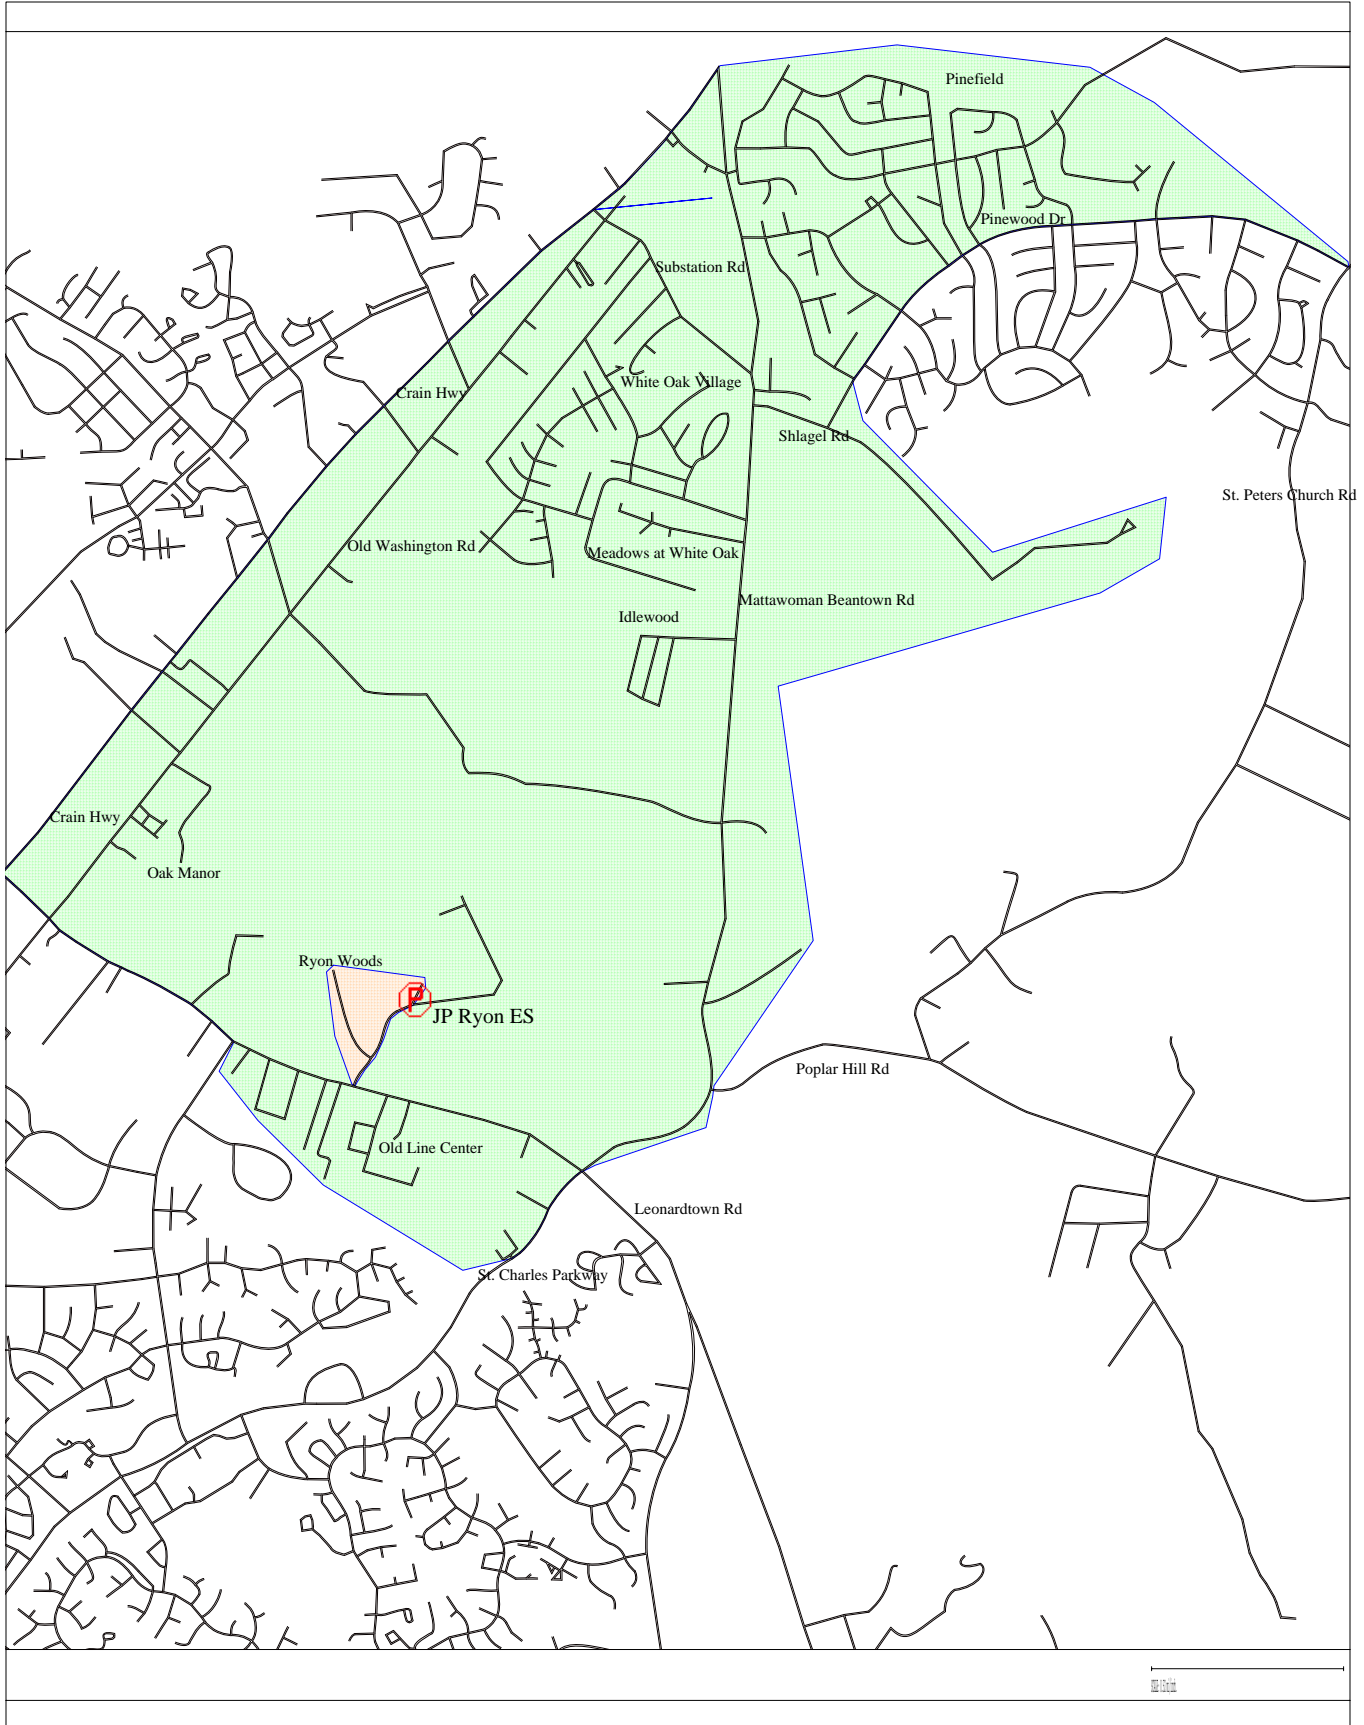 Pinefield
Pinewood Dr
Substation Rd
White Oak Village
Crain Hwy
Shlagel Rd
St. Peters Church Rd
Old Washington Rd
Meadows at White Oak
Mattawoman Beantown Rd
Idlewood
Crain Hwy
Oak Manor
Ryon Woods
P
JP Ryon ES
Poplar Hill Rd
Old Line Center
Leonardtown Rd
St. Charles Parkway